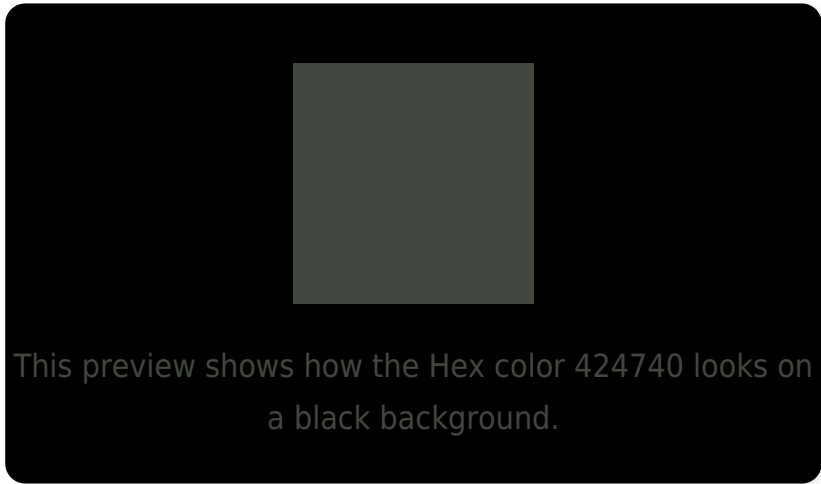 This preview shows how the Hex color 424740 looks on
a black background.